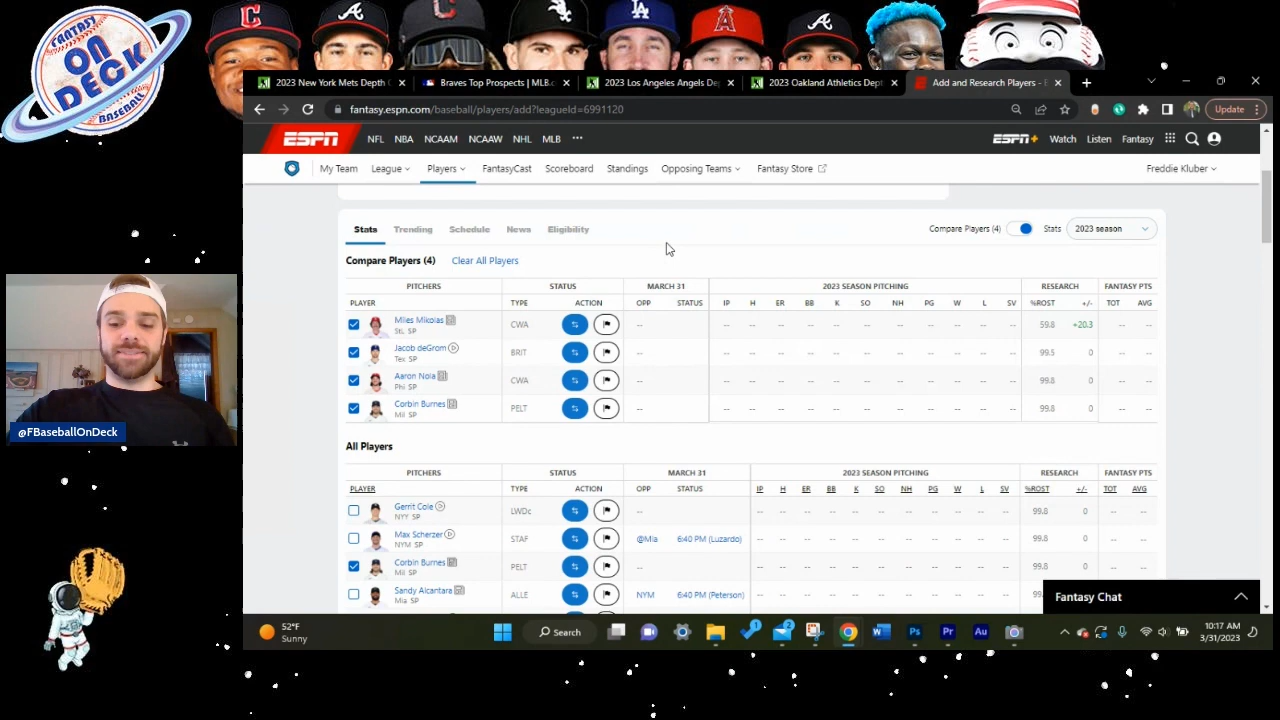 FANTASY
ON
DECK
BASEBALL
@FBaseballOnDeck
2023 New York Mets Depth C
Braves Top Prospects | MLB.c
2023 Los Angeles Angels De
2023 Oakland Athletics Dept
Add and Research Players - E
fantasy.espn.com/baseball/players/add?leagueId=6991120
Update
ESPN NFL NBA NCAAM NCAAW NHL MLB ••• ESPN+ Watch Listen Fantasy
My Team League Players FantasyCast Scoreboard Standings Opposing Teams Fantasy Store Freddie Kluber
Stats Trending Schedule News Eligibility Compare Players (4) Stats 2023 season
Compare Players (4) Clear All Players
PITCHERS STATUS MARCH 31 2023 SEASON PITCHING RESEARCH FANTASY PTS
PLAYER TYPE ACTION OPP STATUS IP H ER BB K SO NH PG W L SV %ROST +/- TOT AVG
Miles Mikolas CWA -- -- -- -- -- -- -- -- -- -- -- -- 59.8 +20.3 -- --
StL SP
Jacob deGrom BRIT -- -- -- -- -- -- -- -- -- -- -- -- 99.5 0 -- --
Tex SP
Aaron Nola CWA -- -- -- -- -- -- -- -- -- -- -- -- 99.8 0 -- --
Phi SP
Corbin Burnes PELT -- -- -- -- -- -- -- -- -- -- -- -- 99.8 0 -- --
Mil SP
All Players
PITCHERS STATUS MARCH 31 2023 SEASON PITCHING RESEARCH FANTASY PTS
PLAYER TYPE ACTION OPP STATUS IP H ER BB K SO NH PG W L SV %ROST +/- TOT AVG
Gerrit Cole LWDc -- -- -- -- -- -- -- -- -- -- -- -- 99.8 0 -- --
NYY SP
Max Scherzer STAF @Mia 6:40 PM (Luzardo) -- -- -- -- -- -- -- -- -- -- -- 99.8 0 -- --
NYM SP
Corbin Burnes PELT -- -- -- -- -- -- -- -- -- -- -- -- 99.8 0 -- --
Mil SP
Sandy Alcantara ALLE NYM 6:40 PM (Peterson) -- -- -- -- -- -- -- -- -- -- -- 99.
Mia SP
Fantasy Chat
52°F
Sunny
Search
10:17 AM
3/31/2023